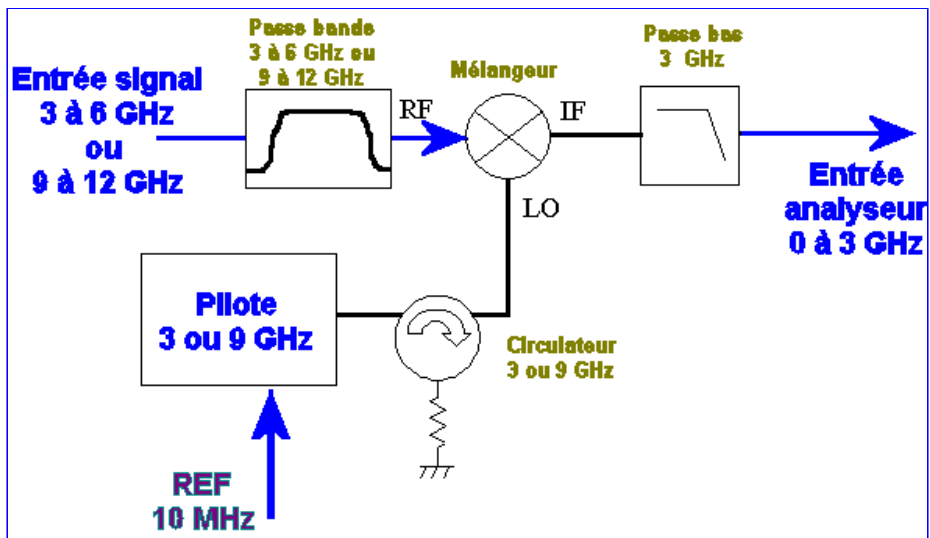 Passe bande
3 à 6 GHz ou
9 à 12 GHz
Passe bas
3 GHz
Entrée signal
3 à 6 GHz
ou
9 à 12 GHz
Mélangeur
RF
IF
LO
Entrée
analyseur
0 à 3 GHz
Pilote
3 ou 9 GHz
Circulateur
3 ou 9 GHz
REF
10 MHz